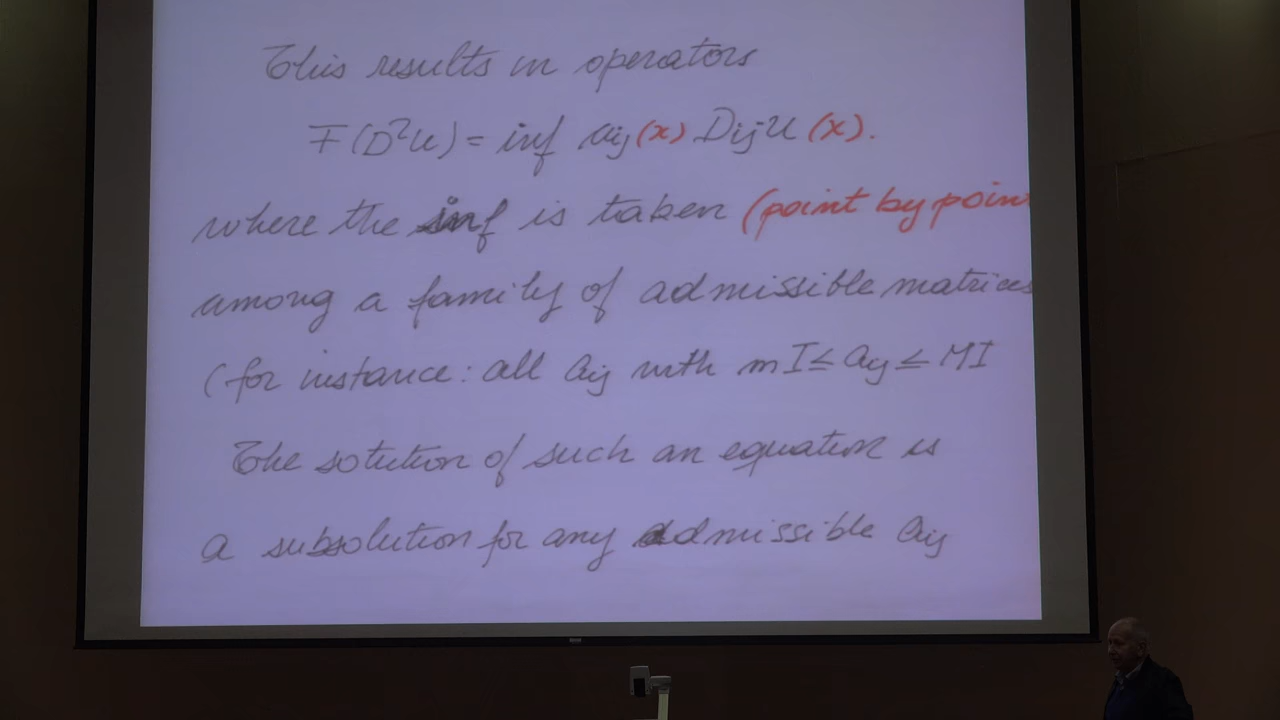 This results in operators
F(D²u) = inf aij(x) Diju(x).
where the inf is taken (point by poin
among a family of admissible matrices
(for instance: all aij with mI ≤ aij ≤ MI
The solution of such an equation is
a subsolution for any admissible aij